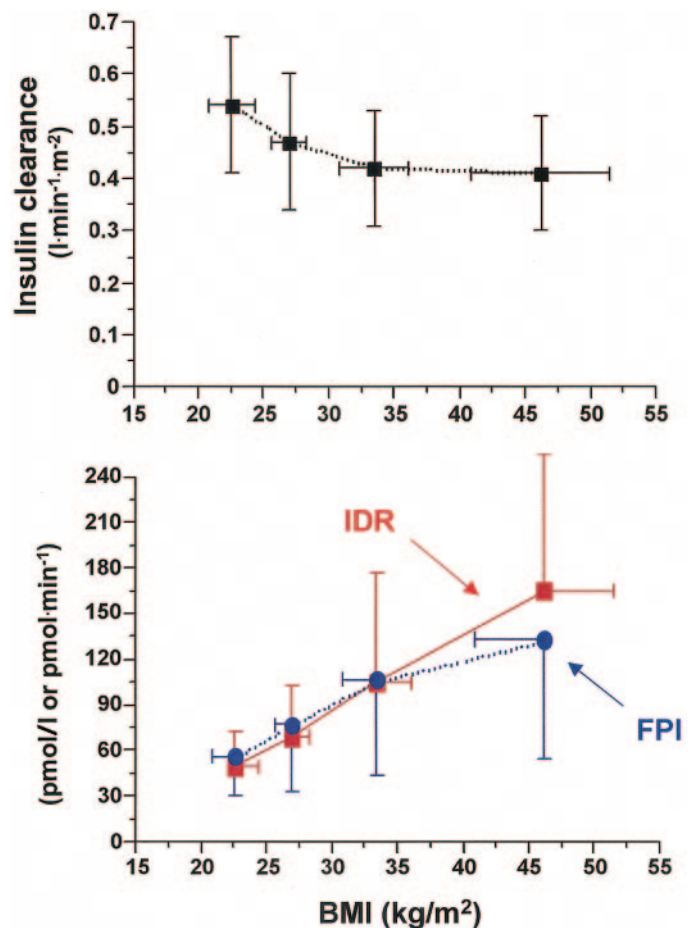 0.7
0.6
0.5
0.4
0.3
0.2
0.1
0
Insulin clearance
(l·min⁻¹·m⁻²)
15 20 25 30 35 40 45 50 55
240
210
180
150
120
90
60
30
0
(pmol/l or pmol·min⁻¹)
IDR
FPI
15 20 25 30 35 40 45 50 55
BMI (kg/m²)